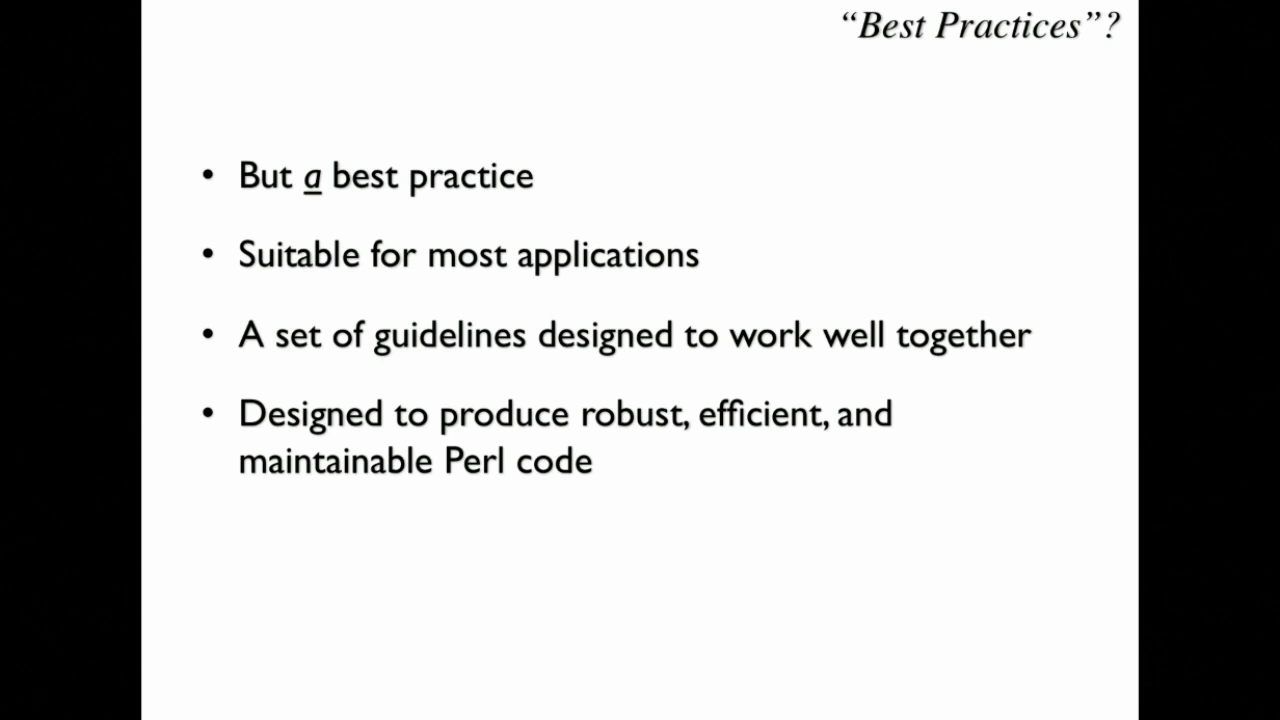 “Best Practices”?
• But a best practice
• Suitable for most applications
• A set of guidelines designed to work well together
• Designed to produce robust, efficient, and
maintainable Perl code